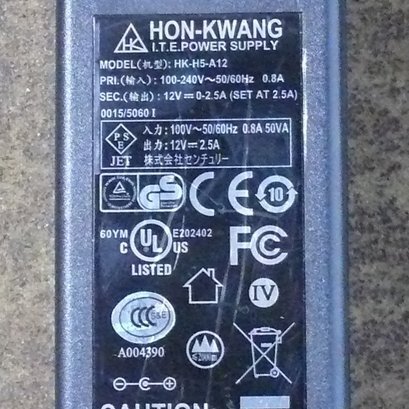 HON-KWANG
I.T.E.POWER SUPPLY
MODEL(机型): HK-H5-A12
PRI.(输入) : 100-240V～50/60Hz 0.8A
SEC.(输出) : 12V⎓0-2.5A (SET AT 2.5A)
0015/5060 I
PS
E
JET
入力: 100V～50/60Hz 0.8A 50VA
出力: 12V⎓2.5A
株式会社センチュリー
GS
CE
10
60YM
E202402
C
UL
US
LISTED
FC
IV
CCC
S&E
A004390
CAUTION